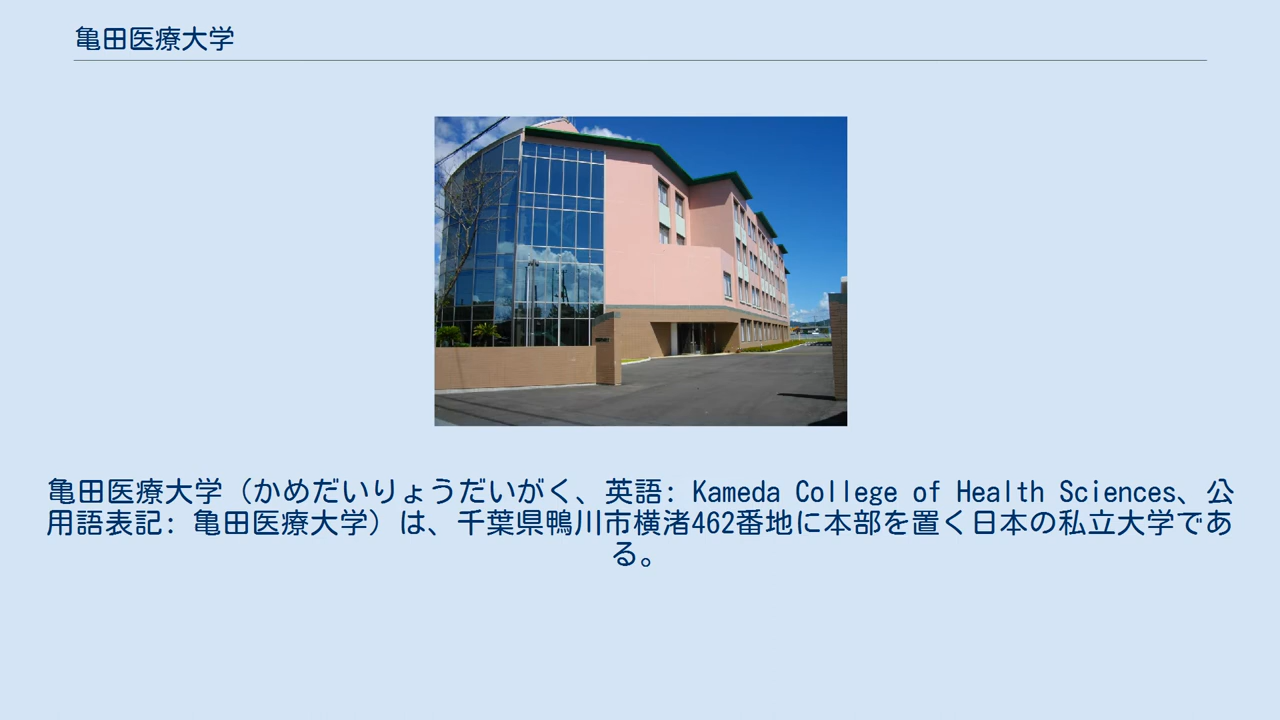 亀田医療大学
亀田医療大学（かめだいりょうだいがく、英語: Kameda College of Health Sciences、公
用語表記: 亀田医療大学）は、千葉県鴨川市横渚462番地に本部を置く日本の私立大学であ
る。